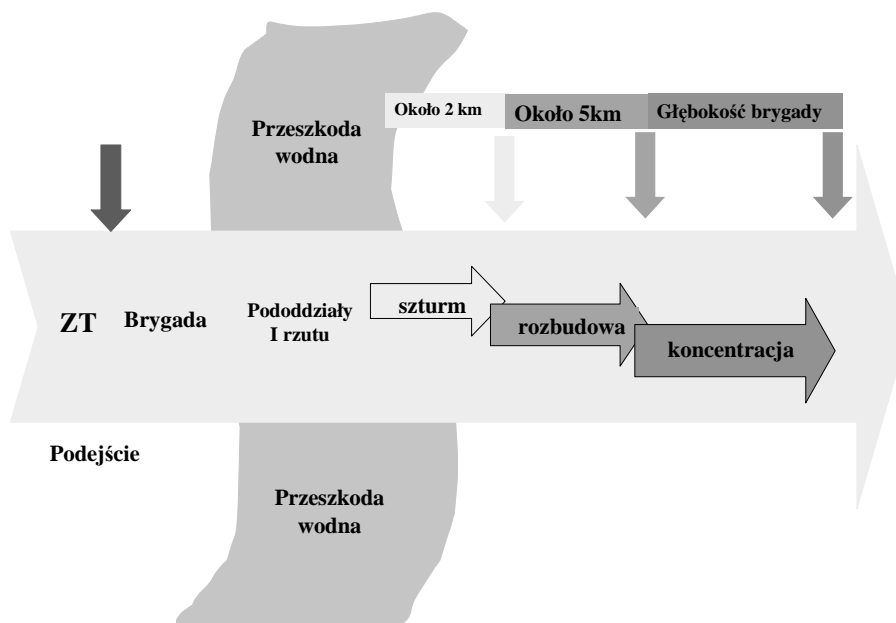 Około 2 km
Około 5km
Głębokość brygady
Przeszkoda
wodna
ZT
Brygada
Pododdziały
I rzutu
szturm
rozbudowa
koncentracja
Podejście
Przeszkoda
wodna